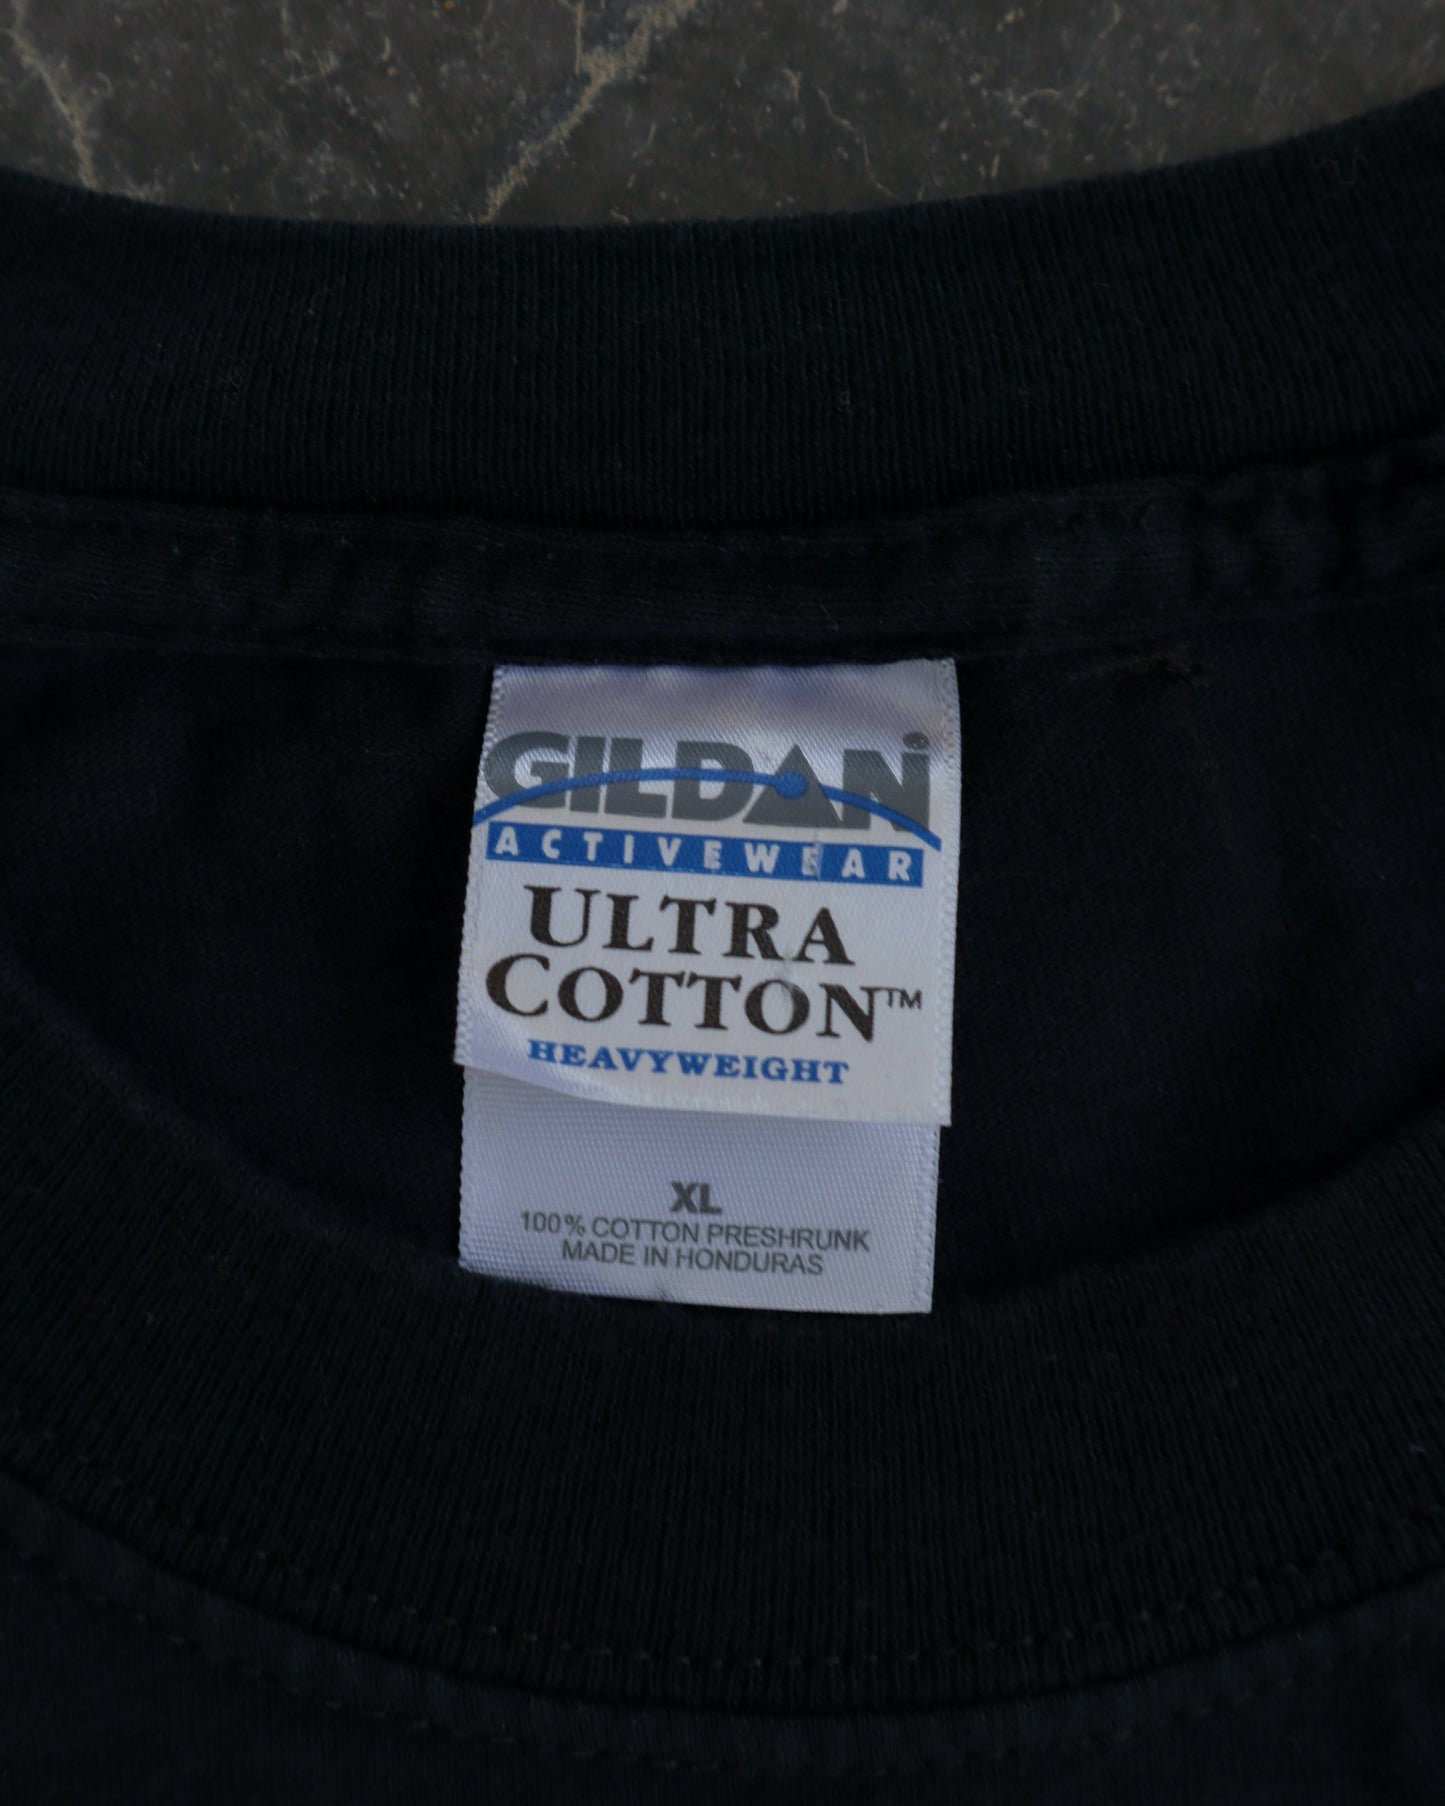 GILDAN®
ACTIVEWEAR
ULTRA
COTTON™
HEAVYWEIGHT
XL
100% COTTON PRESHRUNK
MADE IN HONDURAS